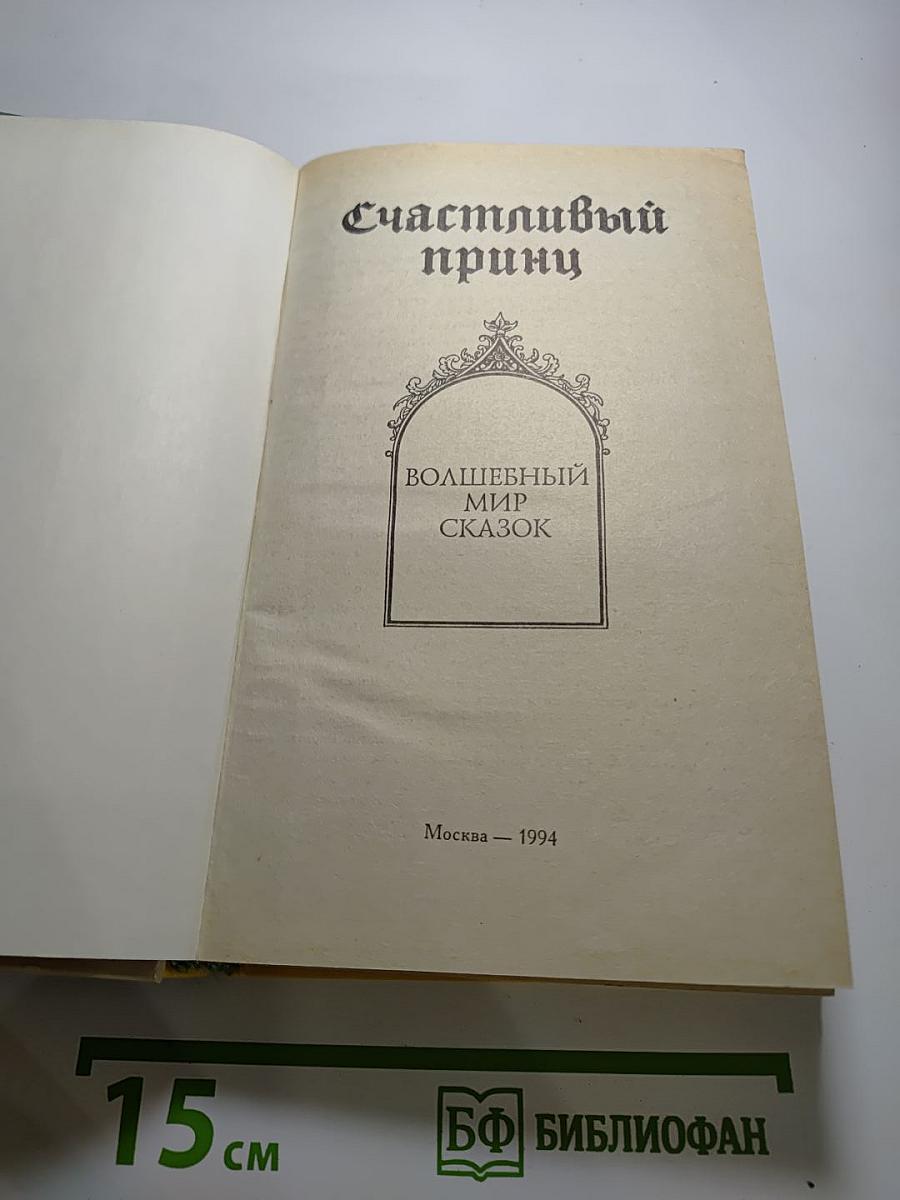 Счастливый
принц
ВОЛШЕБНЫЙ
МИР
СКАЗОК
Москва — 1994
15 см
БФ БИБЛИОФАН